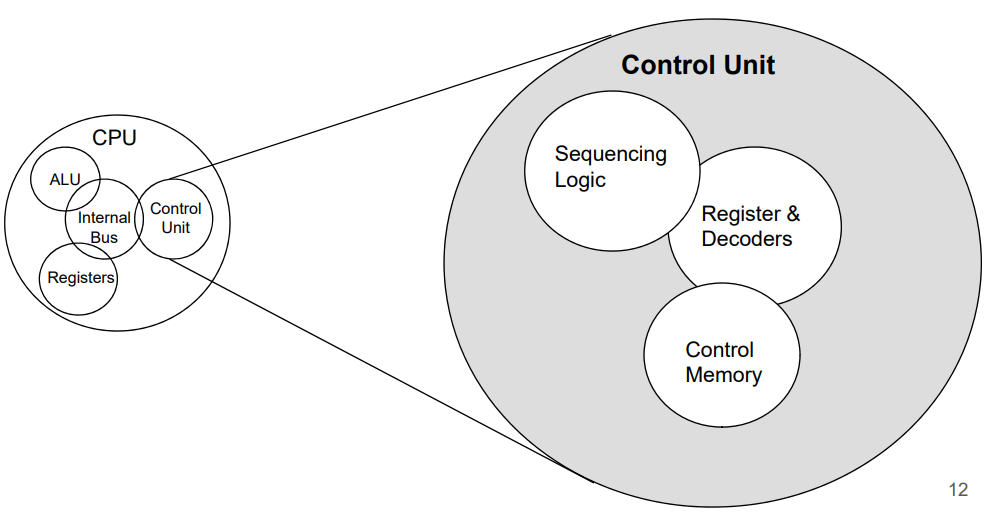 CPU
ALU
Internal
Bus
Control
Unit
Registers
Control Unit
Sequencing
Logic
Register &
Decoders
Control
Memory
12